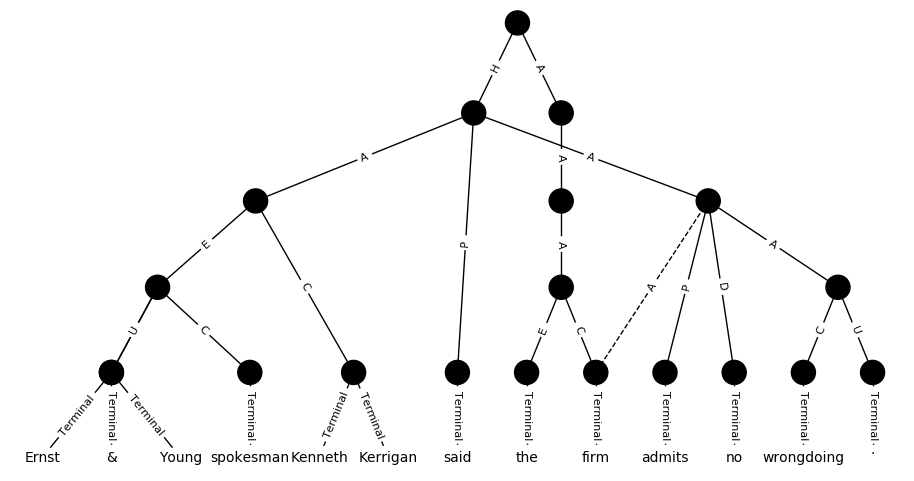 H A
A P A A
E C A A P D A
U C E C C U
Terminal Terminal Terminal Terminal Terminal Terminal Terminal Terminal Terminal Terminal Terminal Terminal Terminal
Ernst & Young spokesman Kenneth Kerrigan said the firm admits no wrongdoing .